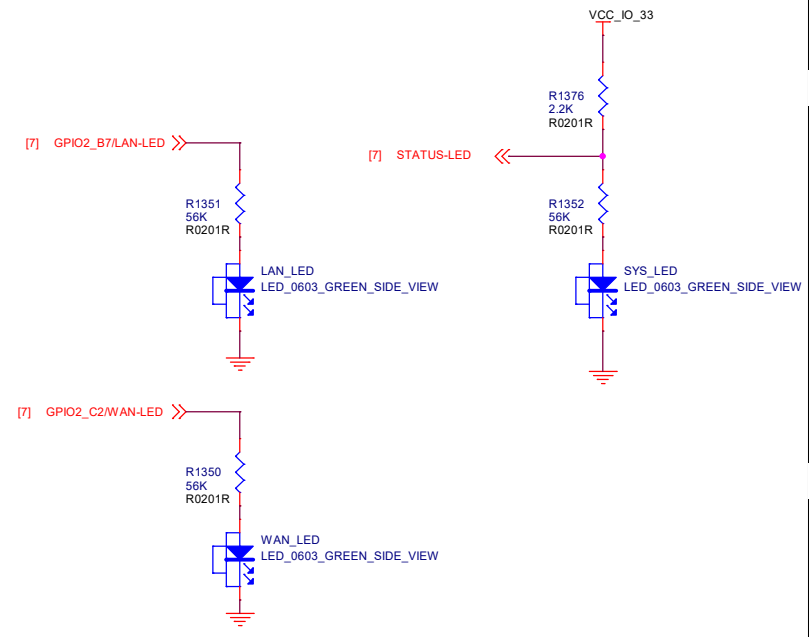 VCC_IO_33
R1376
2.2K
R0201R
[7] GPIO2_B7/LAN-LED
[7] STATUS-LED
R1351
56K
R0201R
R1352
56K
R0201R
LAN_LED
LED_0603_GREEN_SIDE_VIEW
SYS_LED
LED_0603_GREEN_SIDE_VIEW
[7] GPIO2_C2/WAN-LED
R1350
56K
R0201R
WAN_LED
LED_0603_GREEN_SIDE_VIEW